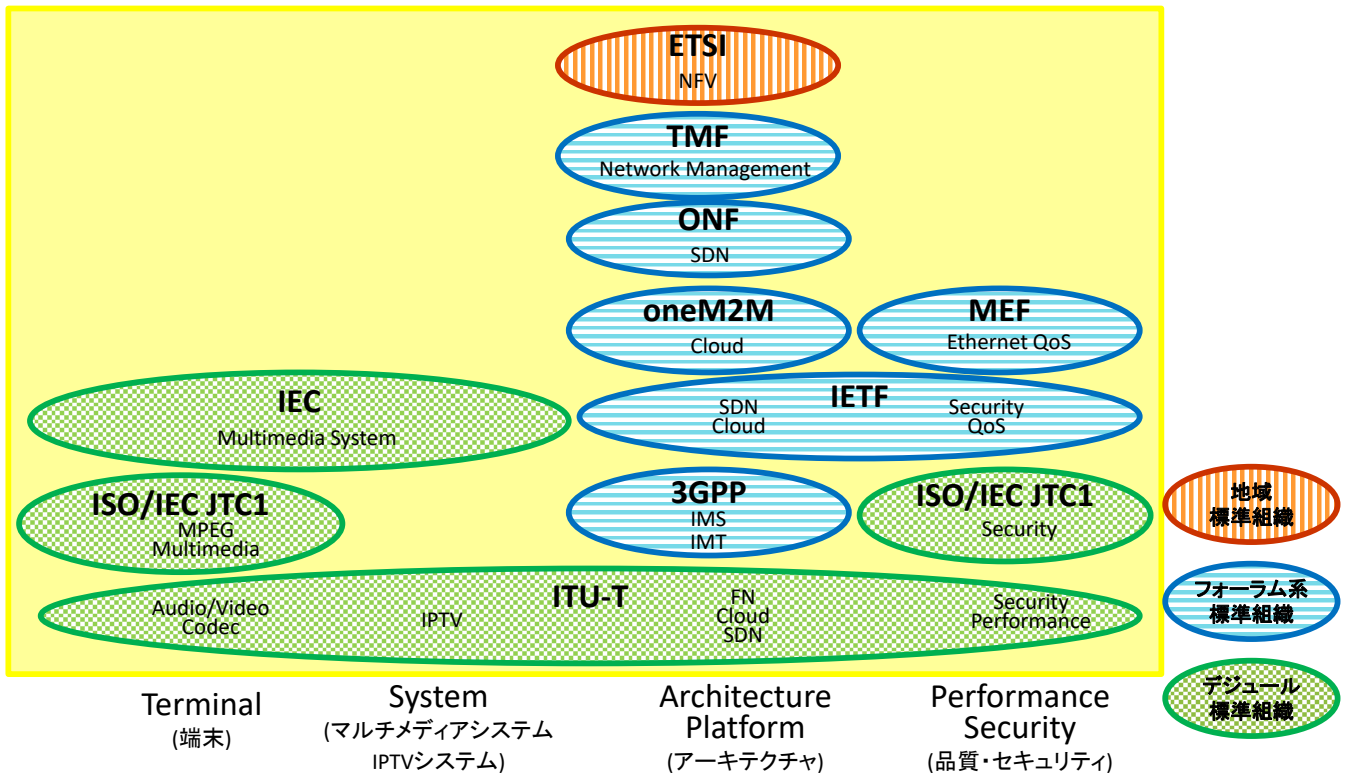 ETSI
NFV
TMF
Network Management
ONF
SDN
oneM2M
Cloud
MEF
Ethernet QoS
IEC
Multimedia System
IETF
SDN
Cloud
Security
QoS
ISO/IEC JTC1
MPEG
Multimedia
3GPP
IMS
IMT
ISO/IEC JTC1
Security
ITU-T
Audio/Video
Codec
IPTV
FN
Cloud
SDN
Security
Performance
Terminal
(端末)
System
(マルチメディアシステム
IPTVシステム)
Architecture
Platform
(アーキテクチャ)
Performance
Security
(品質・セキュリティ)
地域
標準組織
フォーラム系
標準組織
デジュール
標準組織